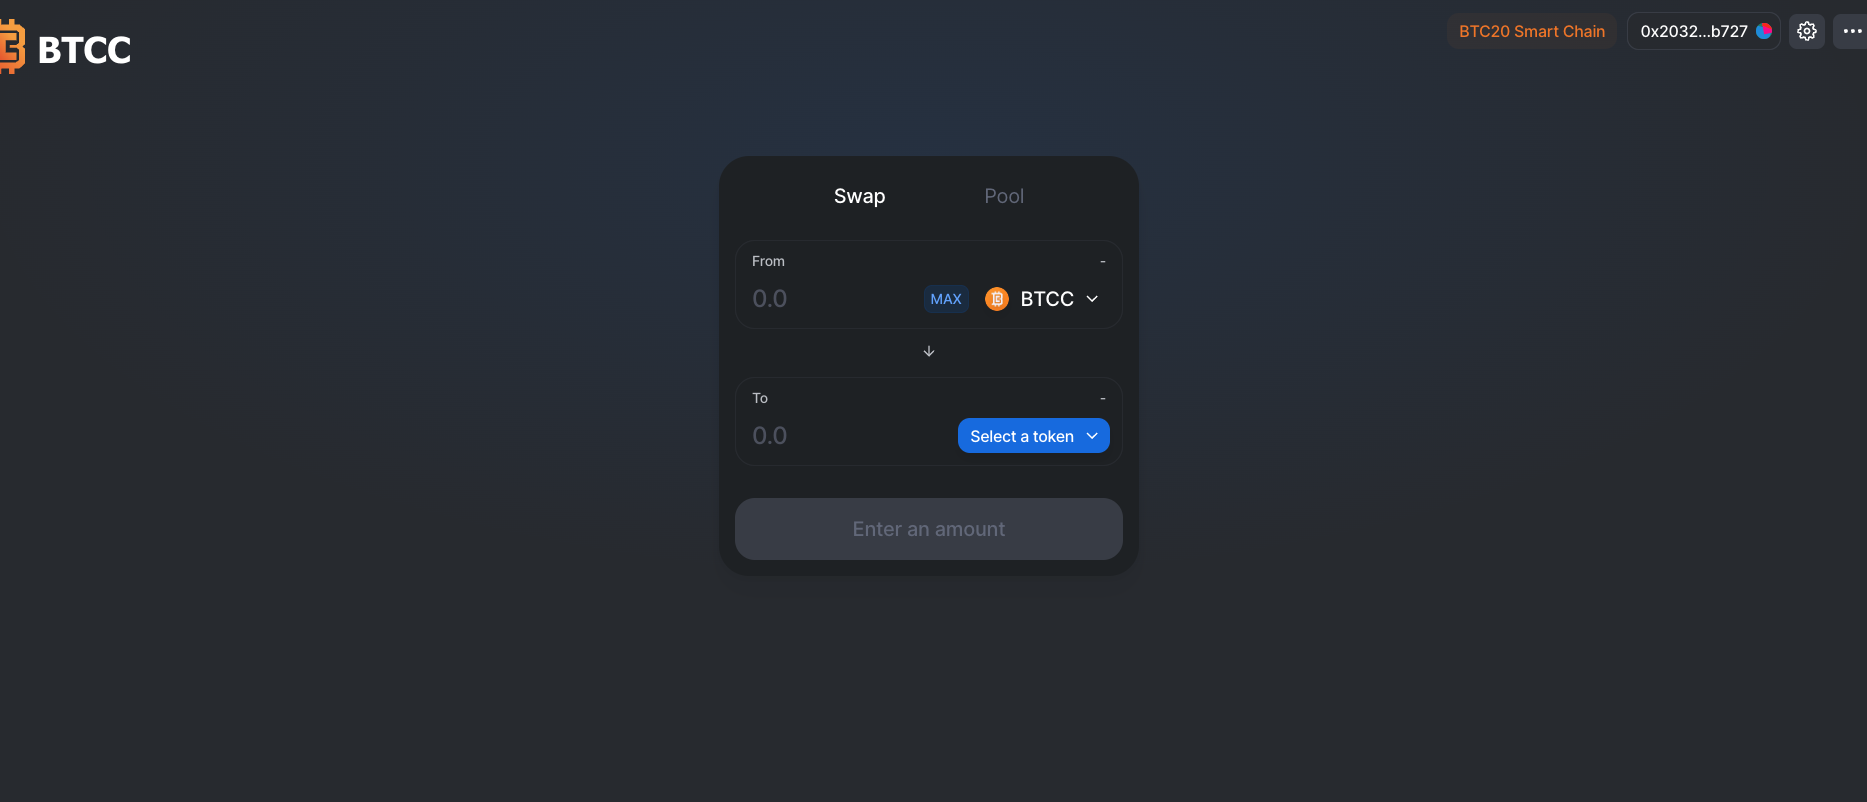 BTCC
BTC20 Smart Chain
0x2032...b727
Swap
Pool
From
-
0.0
MAX
BTCC
To
-
0.0
Select a token
Enter an amount